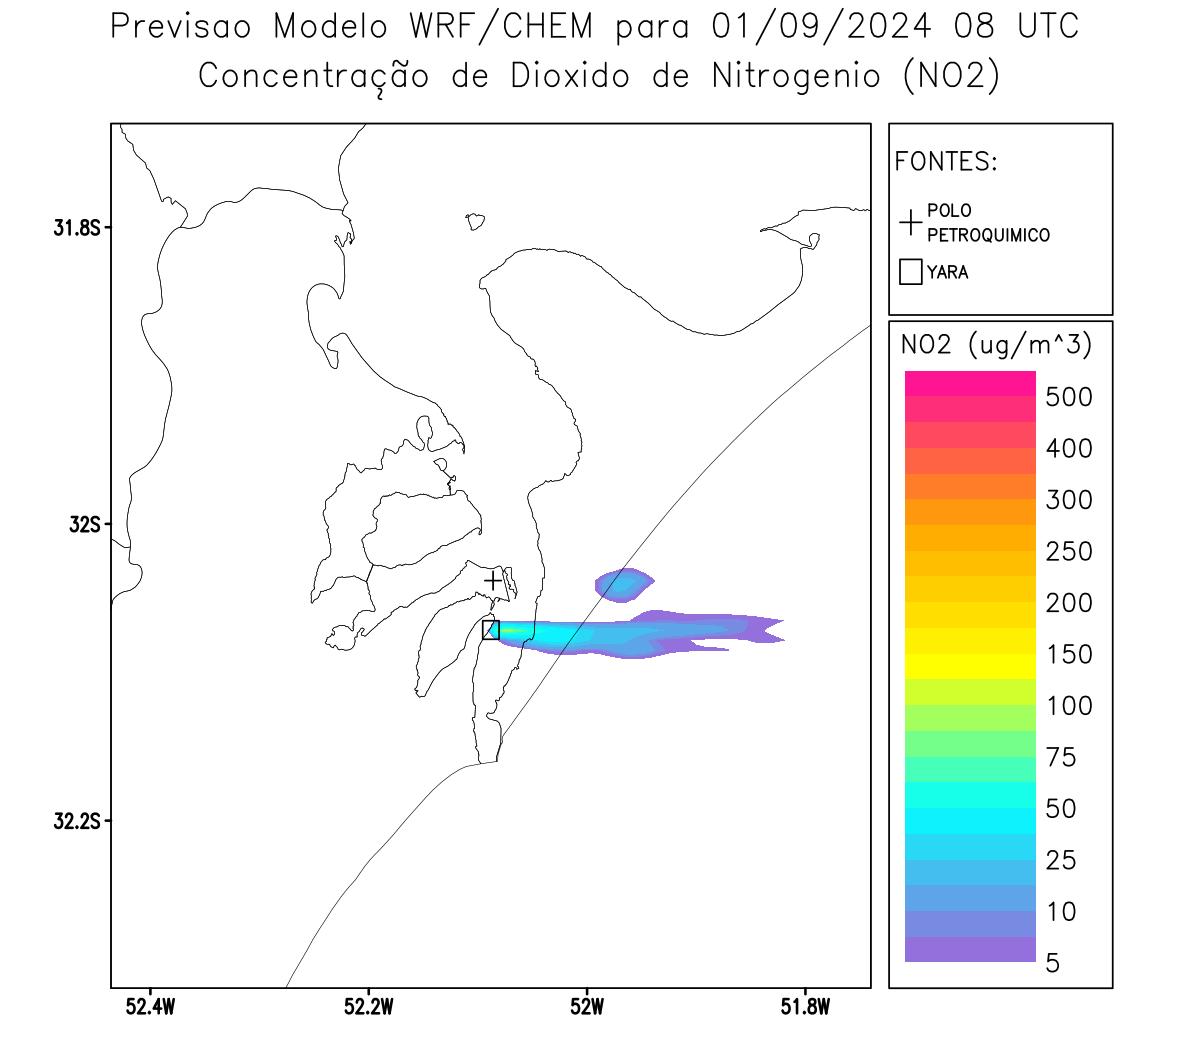 Previsao Modelo WRF/CHEM para 01/09/2024 08 UTC
Concentração de Dioxido de Nitrogenio (NO2)
FONTES:
POLO
PETROQUIMICO
YARA
NO2 (ug/m^3)
500
400
300
250
200
150
100
75
50
25
10
5
31.8S
32S
32.2S
52.4W
52.2W
52W
51.8W